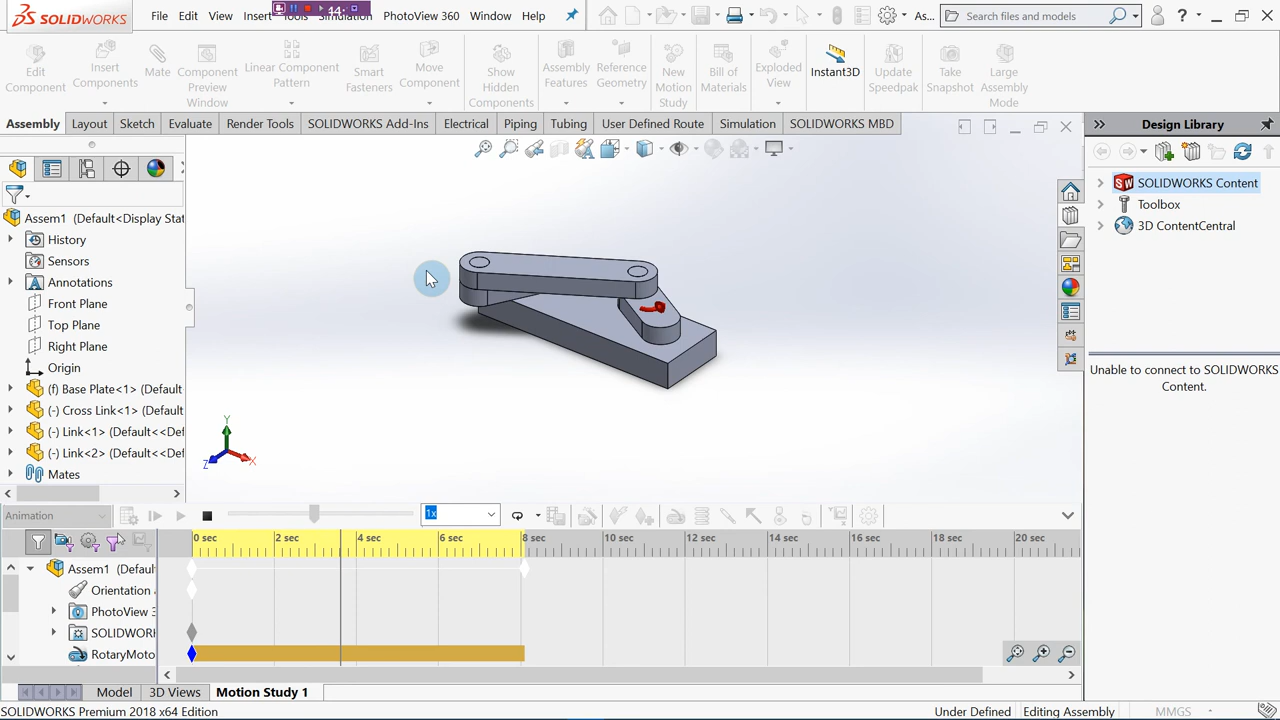 SOLIDWORKS File Edit View Insert Tools Simulation PhotoView 360 Window Help As... Search files and models ?
44
Edit Component
Insert Components
Mate
Component Preview Window
Linear Component Pattern
Smart Fasteners
Move Component
Show Hidden Components
Assembly Features
Reference Geometry
New Motion Study
Bill of Materials
Exploded View
Instant3D
Update Speedpak
Take Snapshot
Large Assembly Mode
Assembly Layout Sketch Evaluate Render Tools SOLIDWORKS Add-Ins Electrical Piping Tubing User Defined Route Simulation SOLIDWORKS MBD
Design Library
SOLIDWORKS Content
Toolbox
3D ContentCentral
Unable to connect to SOLIDWORKS
Content.
Assem1 (Default<Display Stat
History
Sensors
Annotations
Front Plane
Top Plane
Right Plane
Origin
(f) Base Plate<1> (Default
(-) Cross Link<1> (Default
(-) Link<1> (Default<<Def
(-) Link<2> (Default<<Def
Mates
Y
Z X
Animation 1x
0 sec 2 sec 4 sec 6 sec 8 sec 10 sec 12 sec 14 sec 16 sec 18 sec 20 sec
Assem1 (Defaul
Orientation
PhotoView 3
SOLIDWORK
RotaryMoto
Model 3D Views Motion Study 1
SOLIDWORKS Premium 2018 x64 Edition Under Defined Editing Assembly MMGS